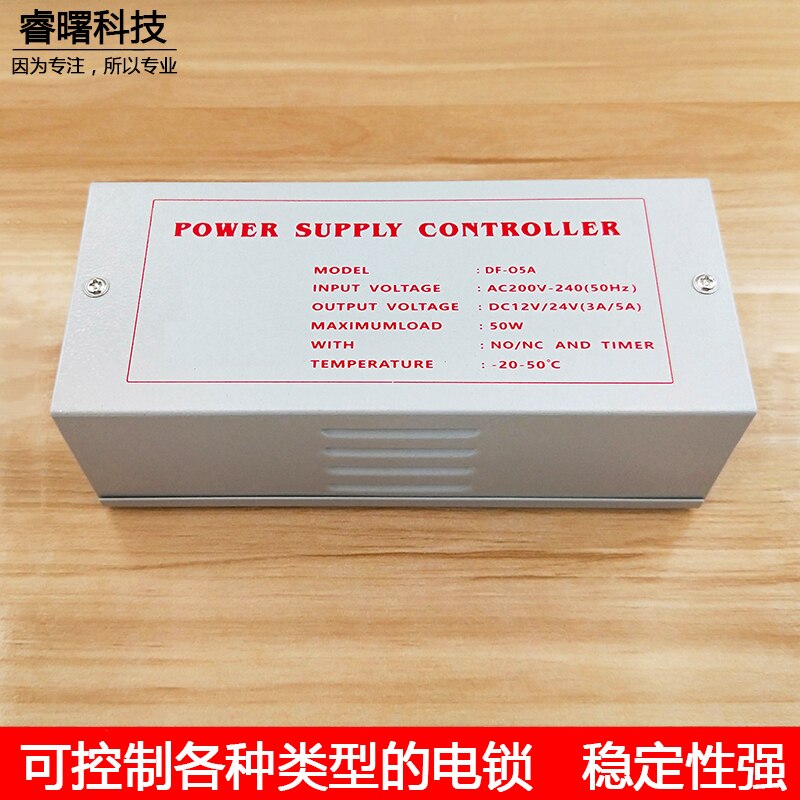 睿曙科技
因为专注，所以专业
POWER SUPPLY CONTROLLER
MODEL : DF-05A
INPUT VOLTAGE : AC200V-240(50Hz)
OUTPUT VOLTAGE : DC12V/24V(3A/5A)
MAXIMUMLOAD : 50W
WITH : NO/NC AND TIMER
TEMPERATURE : -20-50℃
可控制各种类型的电锁 稳定性强